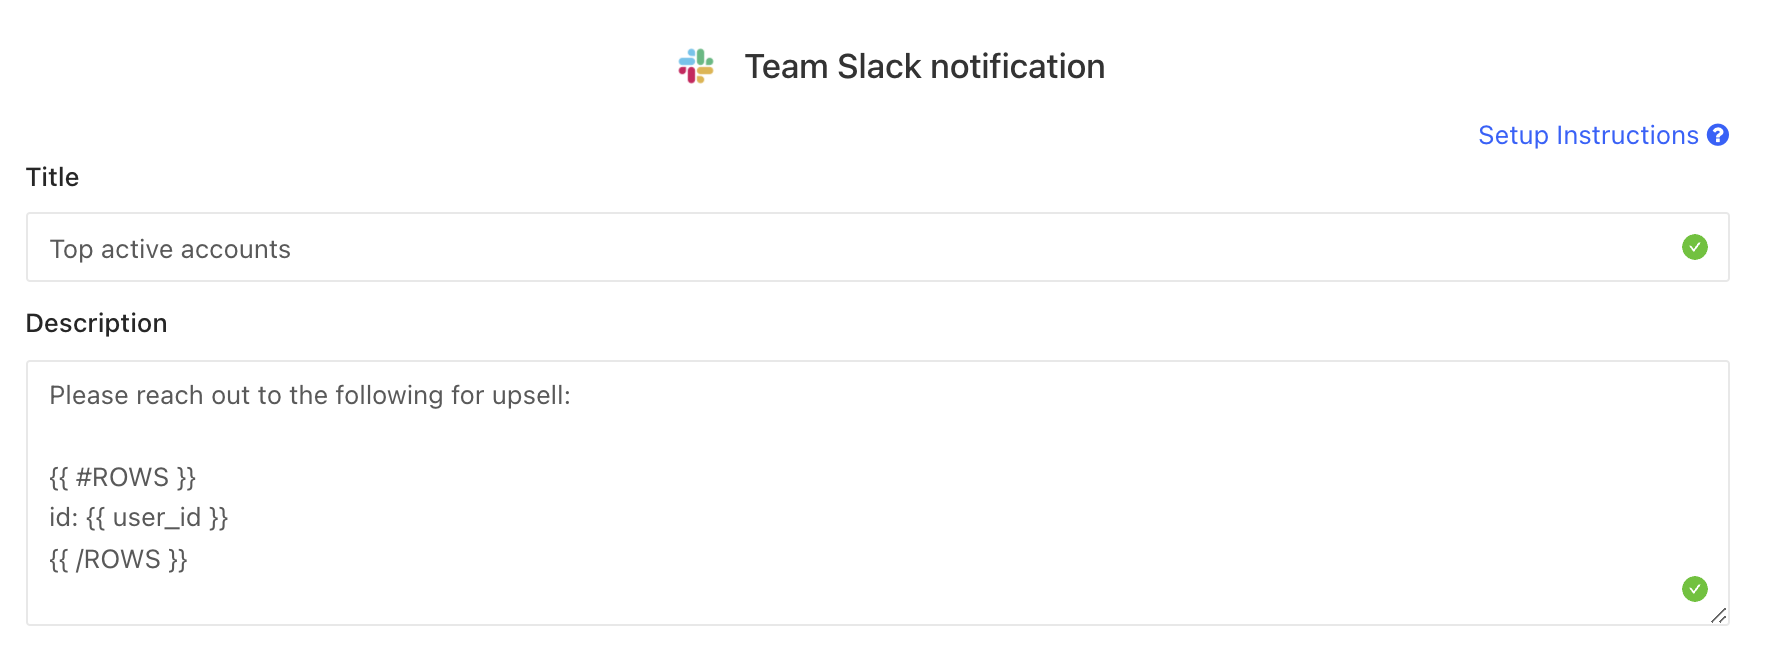 Team Slack notification
Setup Instructions
Title
Top active accounts
Description
Please reach out to the following for upsell:
{{ #ROWS }}
id: {{ user_id }}
{{ /ROWS }}